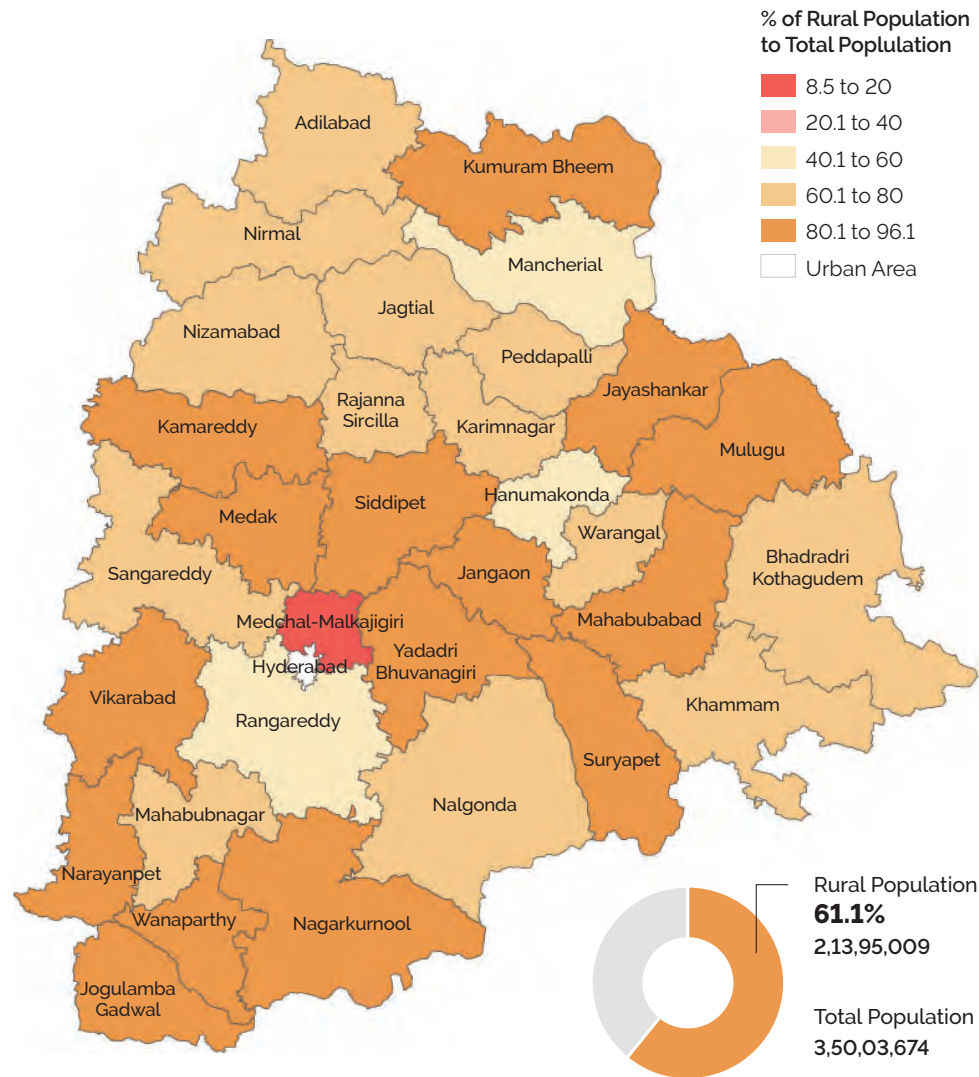 % of Rural Population
to Total Poplulation
8.5 to 20
20.1 to 40
40.1 to 60
60.1 to 80
80.1 to 96.1
Urban Area
Adilabad
Kumuram Bheem
Nirmal
Mancherial
Jagtial
Nizamabad
Peddapalli
Rajanna
Sircilla
Jayashankar
Kamareddy
Karimnagar
Mulugu
Siddipet
Hanumakonda
Medak
Warangal
Bhadradri
Kothagudem
Sangareddy
Jangaon
Medchal-Malkajigiri
Mahabubabad
Yadadri
Bhuvanagiri
Hyderabad
Vikarabad
Rangareddy
Khammam
Suryapet
Nalgonda
Mahabubnagar
Narayanpet
Wanaparthy
Nagarkurnool
Jogulamba
Gadwal
Rural Population
61.1%
2,13,95,009
Total Population
3,50,03,674